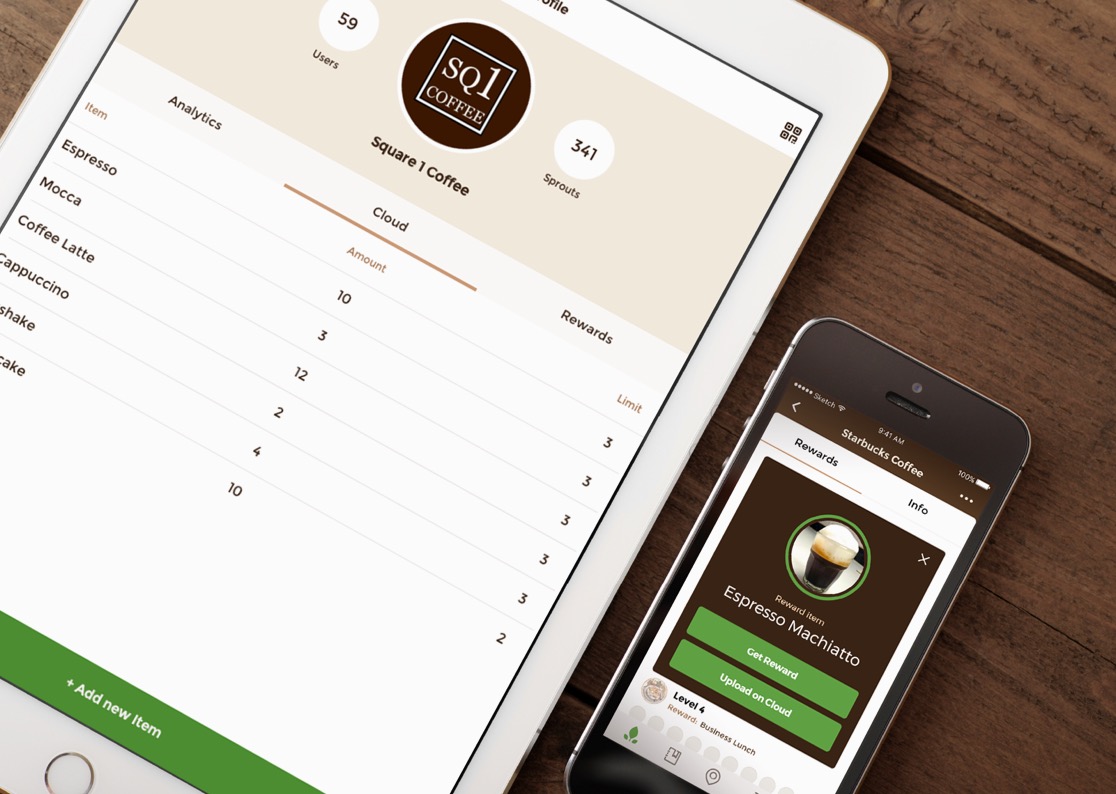 59
Users
SQ1
COFFEE
341
Sprouts
Square 1 Coffee
Analytics
Cloud
Rewards
Item
Amount
Limit
Espresso 10 3
Mocca 3 3
Coffee Latte 12 3
Cappuccino 2 3
shake 4 3
cake 10 2
+ Add new Item
Sketch
9:41 AM
100%
Starbucks Coffee
Rewards
Info
Reward item
Espresso Machiatto
Get Reward
Upload on Cloud
Level 4
Reward: Business Lunch